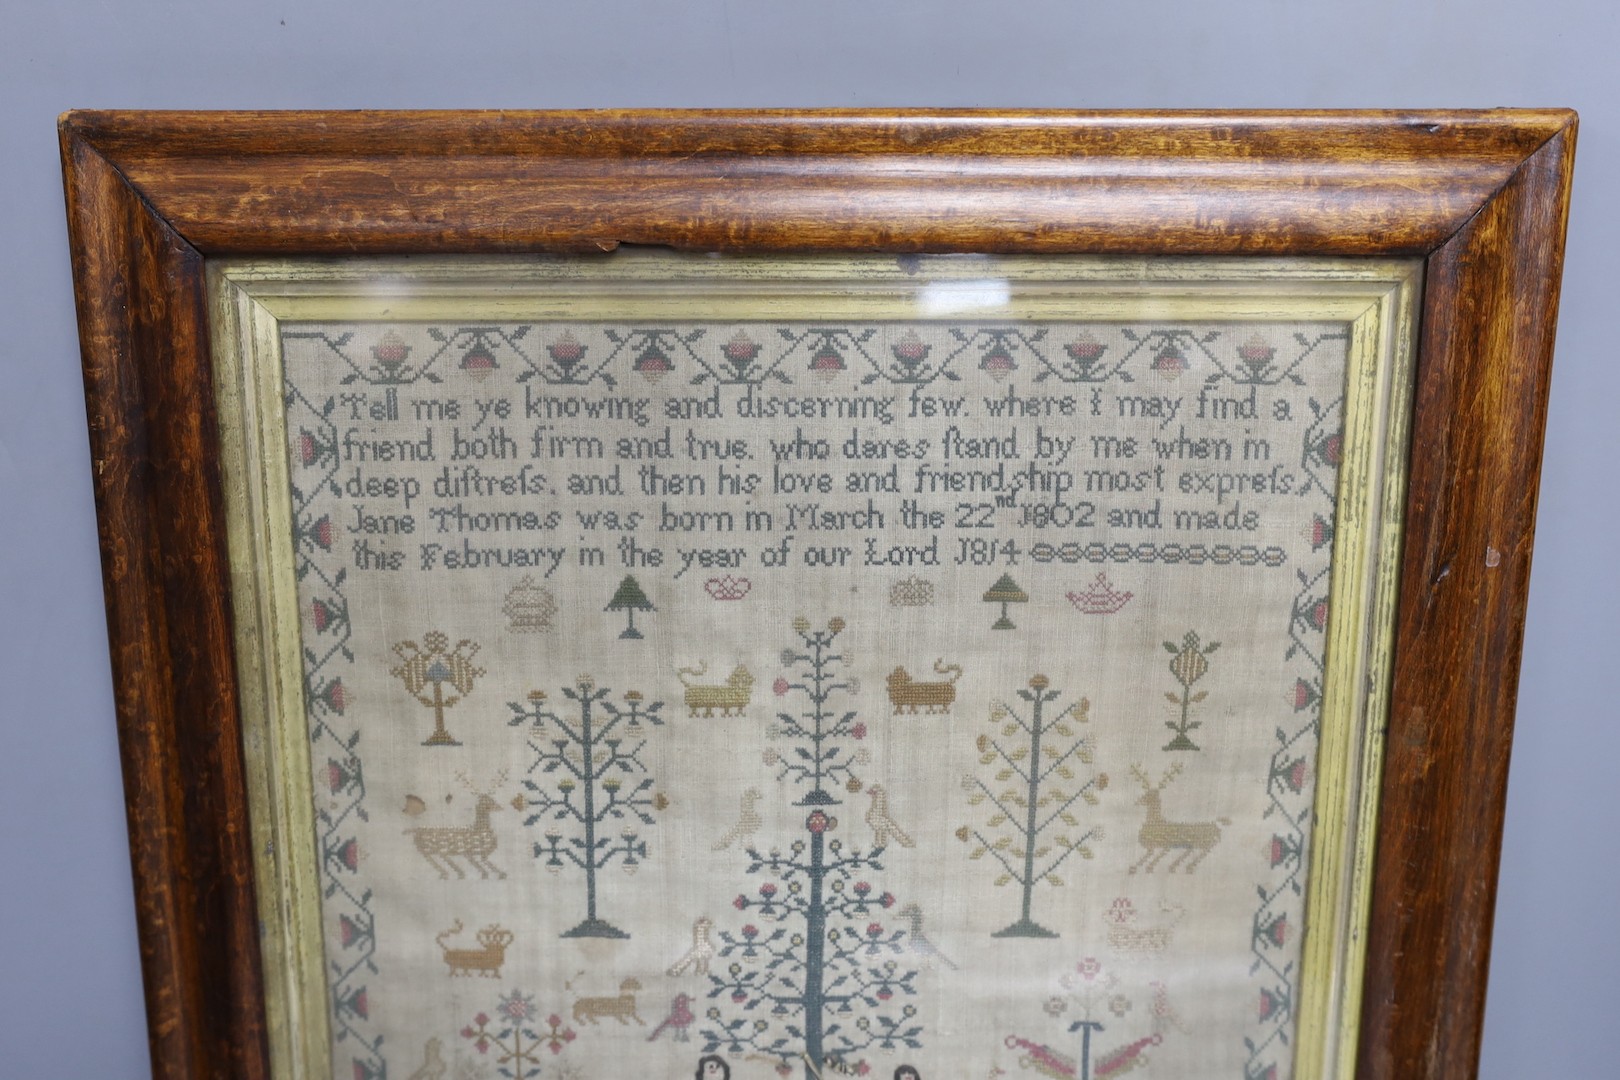 Tell me ye knowing and discerning few. where I may find a
friend both firm and true. who dares ſtand by me when in
deep diſtreſs. and then his love and friendship most expreſs.
Jane Thomas was born in March the 22nd 1802 and made
this February in the year of our Lord 1814